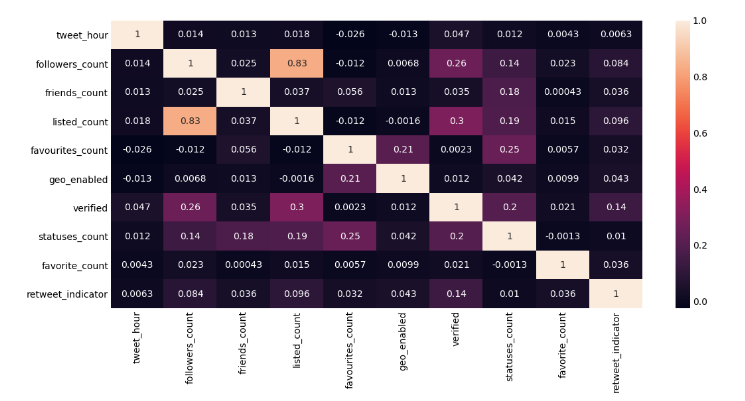 tweet_hour 1 0.014 0.013 0.018 -0.026 -0.013 0.047 0.012 0.0043 0.0063
followers_count 0.014 1 0.025 0.83 -0.012 0.0068 0.26 0.14 0.023 0.084
friends_count 0.013 0.025 1 0.037 0.056 0.013 0.035 0.18 0.00043 0.036
listed_count 0.018 0.83 0.037 1 -0.012 -0.0016 0.3 0.19 0.015 0.096
favourites_count -0.026 -0.012 0.056 -0.012 1 0.21 0.0023 0.25 0.0057 0.032
geo_enabled -0.013 0.0068 0.013 -0.0016 0.21 1 0.012 0.042 0.0099 0.043
verified 0.047 0.26 0.035 0.3 0.0023 0.012 1 0.2 0.021 0.14
statuses_count 0.012 0.14 0.18 0.19 0.25 0.042 0.2 1 -0.0013 0.01
favorite_count 0.0043 0.023 0.00043 0.015 0.0057 0.0099 0.021 -0.0013 1 0.036
retweet_indicator 0.0063 0.084 0.036 0.096 0.032 0.043 0.14 0.01 0.036 1
tweet_hour
followers_count
friends_count
listed_count
favourites_count
geo_enabled
verified
statuses_count
favorite_count
retweet_indicator
1.0
0.8
0.6
0.4
0.2
0.0